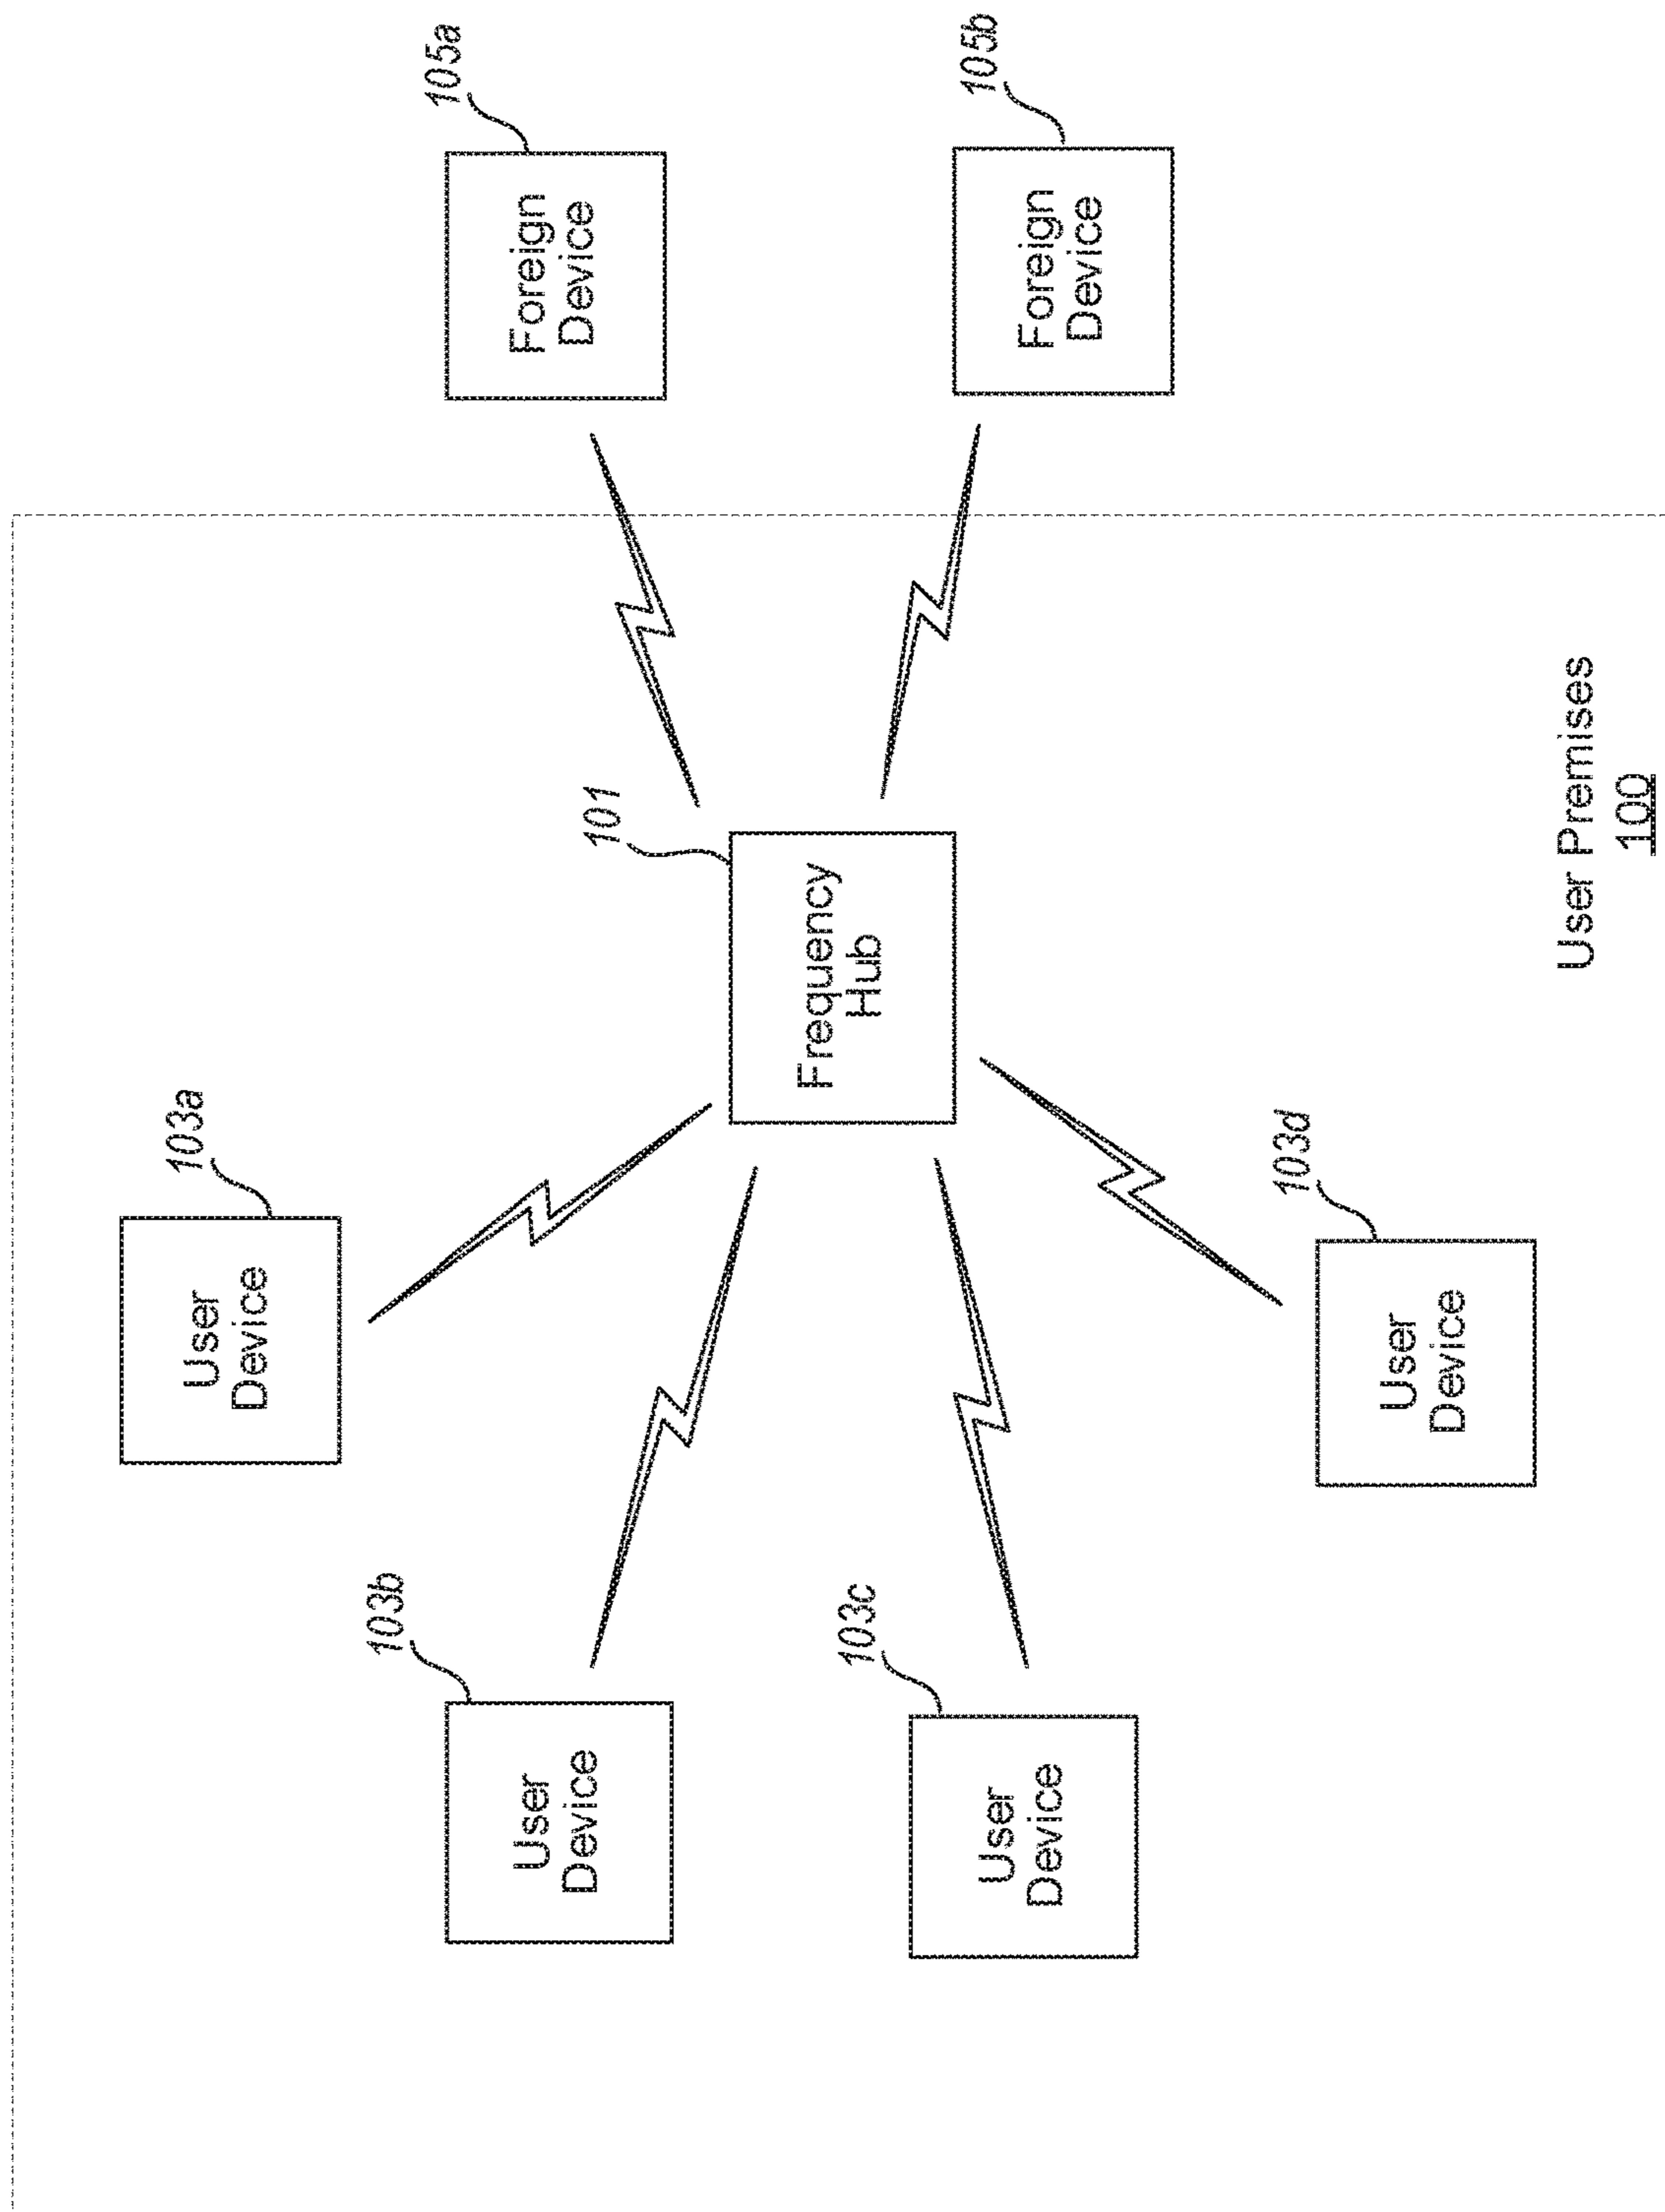 103a
User
Device
103b
105a
User
Device
Foreign
Device
101
Frequency
Hub
103c
105b
User
Device
Foreign
Device
103d
User
Device
User Premises
100